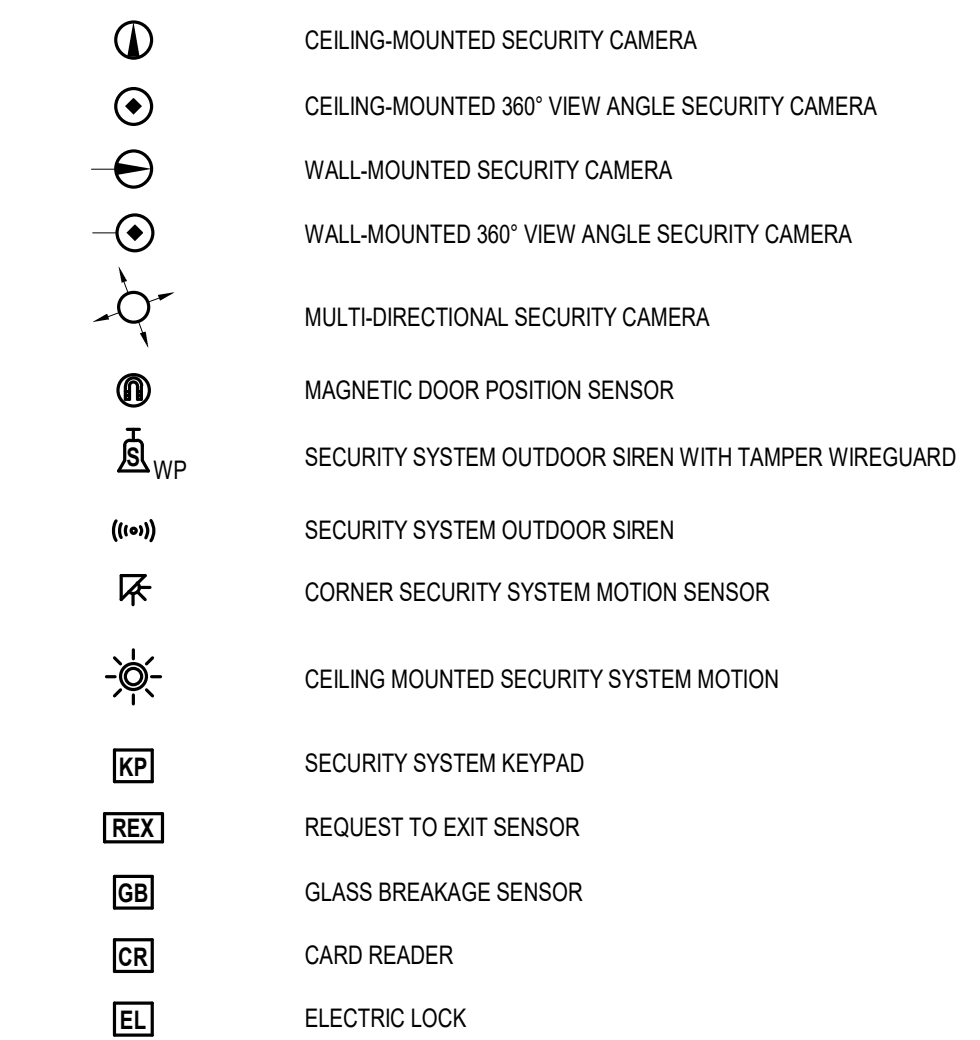 CEILING-MOUNTED SECURITY CAMERA
CEILING-MOUNTED 360° VIEW ANGLE SECURITY CAMERA
WALL-MOUNTED SECURITY CAMERA
WALL-MOUNTED 360° VIEW ANGLE SECURITY CAMERA
MULTI-DIRECTIONAL SECURITY CAMERA
MAGNETIC DOOR POSITION SENSOR
S WP SECURITY SYSTEM OUTDOOR SIREN WITH TAMPER WIREGUARD
SECURITY SYSTEM OUTDOOR SIREN
CORNER SECURITY SYSTEM MOTION SENSOR
CEILING MOUNTED SECURITY SYSTEM MOTION
KP SECURITY SYSTEM KEYPAD
REX REQUEST TO EXIT SENSOR
GB GLASS BREAKAGE SENSOR
CR CARD READER
EL ELECTRIC LOCK